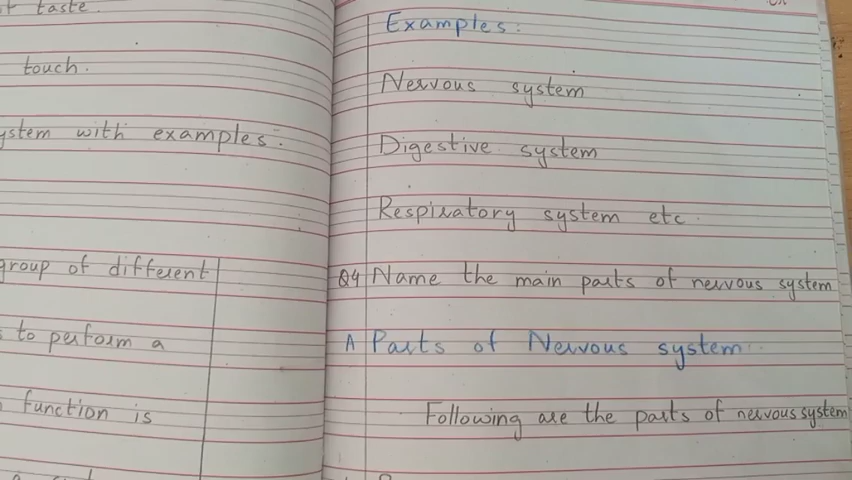 taste.
touch.
with examples:
group of different
to perform a
function is
Examples:
Nervous system
Digestive system
Respiratory system etc.
Q4 Name the main parts of nervous system
A Parts of Nervous system:
Following are the parts of nervous system